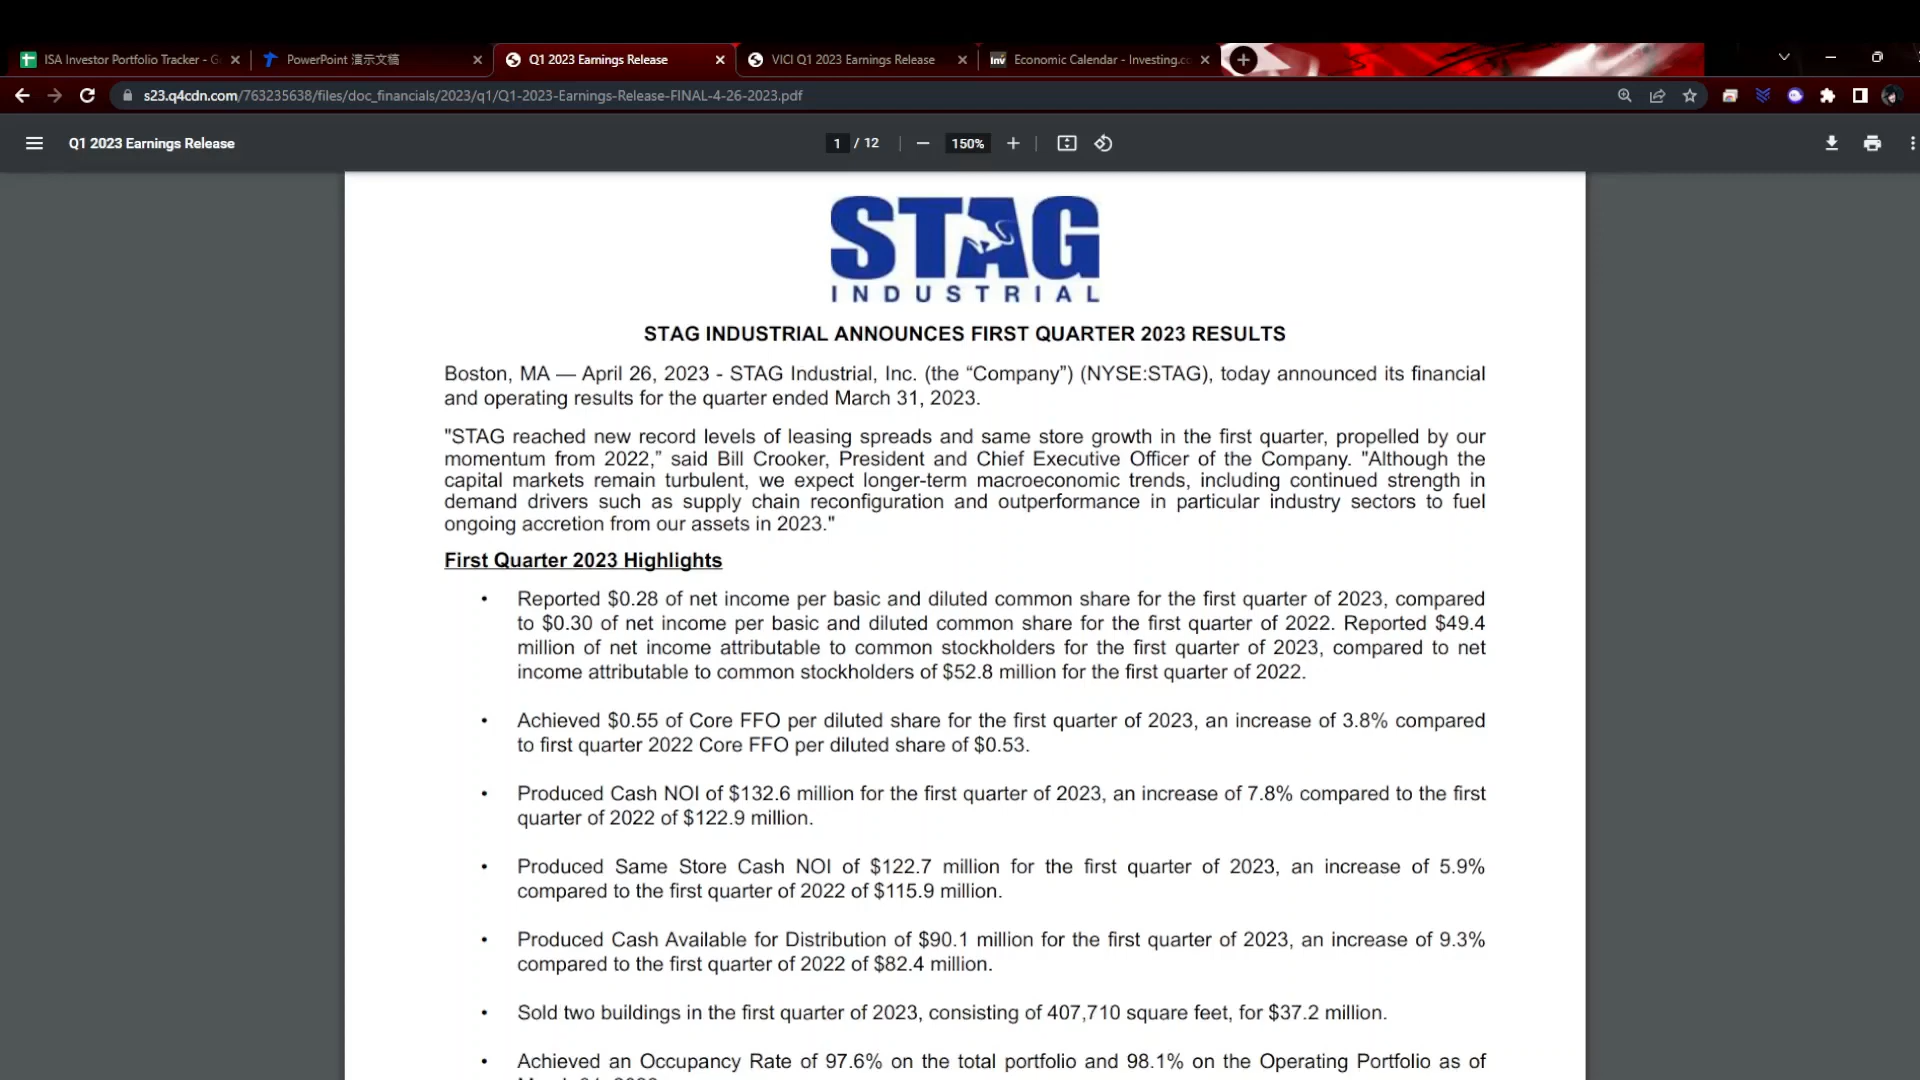 ISA Investor Portfolio Tracker - G
PowerPoint 演示文稿
Q1 2023 Earnings Release
VICI Q1 2023 Earnings Release
Inv
Economic Calendar - Investing.co
s23.q4cdn.com/763235638/files/doc_financials/2023/q1/Q1-2023-Earnings-Release-FINAL-4-26-2023.pdf
Q1 2023 Earnings Release
1 / 12
150%
STAG
INDUSTRIAL
STAG INDUSTRIAL ANNOUNCES FIRST QUARTER 2023 RESULTS
Boston, MA — April 26, 2023 - STAG Industrial, Inc. (the “Company”) (NYSE:STAG), today announced its financial
and operating results for the quarter ended March 31, 2023.
"STAG reached new record levels of leasing spreads and same store growth in the first quarter, propelled by our
momentum from 2022,” said Bill Crooker, President and Chief Executive Officer of the Company. "Although the
capital markets remain turbulent, we expect longer-term macroeconomic trends, including continued strength in
demand drivers such as supply chain reconfiguration and outperformance in particular industry sectors to fuel
ongoing accretion from our assets in 2023."
First Quarter 2023 Highlights
• Reported $0.28 of net income per basic and diluted common share for the first quarter of 2023, compared
to $0.30 of net income per basic and diluted common share for the first quarter of 2022. Reported $49.4
million of net income attributable to common stockholders for the first quarter of 2023, compared to net
income attributable to common stockholders of $52.8 million for the first quarter of 2022.
• Achieved $0.55 of Core FFO per diluted share for the first quarter of 2023, an increase of 3.8% compared
to first quarter 2022 Core FFO per diluted share of $0.53.
• Produced Cash NOI of $132.6 million for the first quarter of 2023, an increase of 7.8% compared to the first
quarter of 2022 of $122.9 million.
• Produced Same Store Cash NOI of $122.7 million for the first quarter of 2023, an increase of 5.9%
compared to the first quarter of 2022 of $115.9 million.
• Produced Cash Available for Distribution of $90.1 million for the first quarter of 2023, an increase of 9.3%
compared to the first quarter of 2022 of $82.4 million.
• Sold two buildings in the first quarter of 2023, consisting of 407,710 square feet, for $37.2 million.
• Achieved an Occupancy Rate of 97.6% on the total portfolio and 98.1% on the Operating Portfolio as of